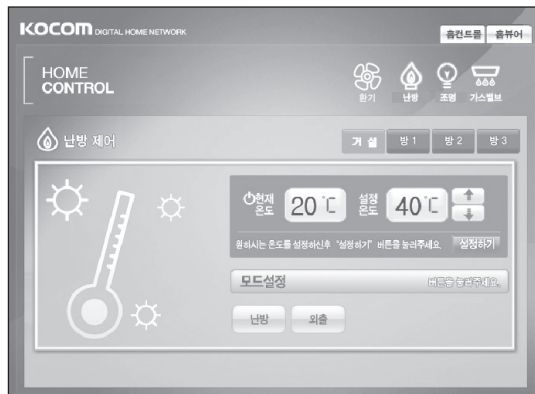 KOCOM DIGITAL HOME NETWORK
홈컨트롤 홈뷰어
HOME
CONTROL
환기 난방 조명 가스밸브
난방 제어
거 실 방 1 방 2 방 3
현재
온도
20℃
설정
온도
40℃
원하시는 온도를 설정하신후 "설정하기" 버튼을 눌러주세요.
설정하기
모드설정
버튼을 눌러주세요.
난방 외출